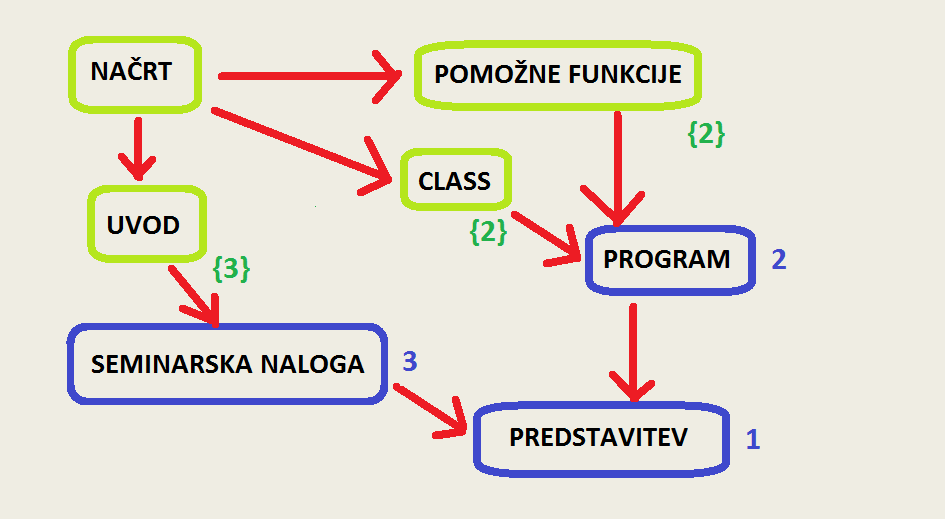 NAČRT
POMOŽNE FUNKCIJE
{2}
CLASS
UVOD
{2}
PROGRAM
2
{3}
SEMINARSKA NALOGA
3
PREDSTAVITEV
1